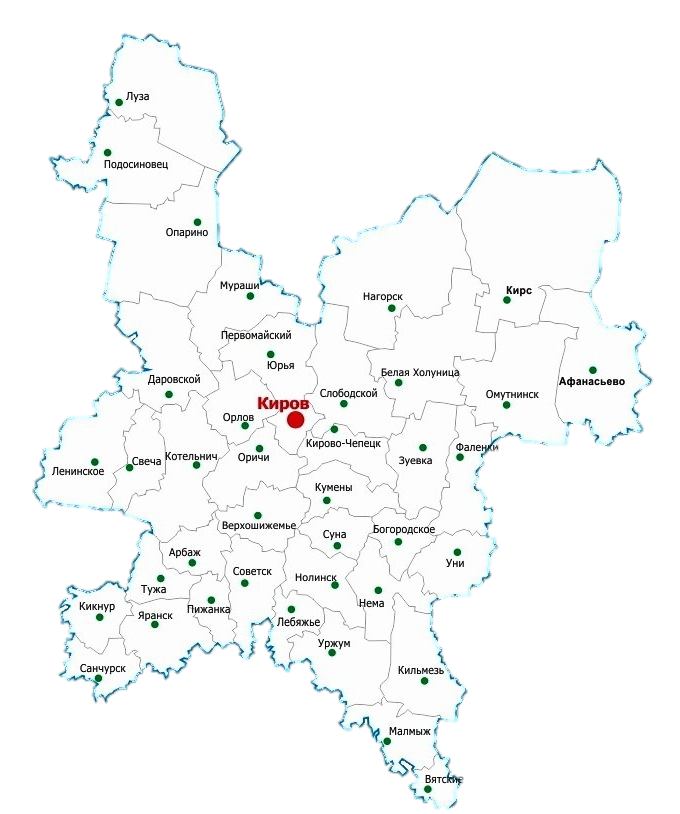 Луза
Подосиновец
Опарино
Мураши
Нагорск
Кирс
Первомайский
Юрья
Белая Холуница
Афанасьево
Даровской
Слободской
Омутнинск
Киров
Орлов
Кирово-Чепецк
Фаленки
Ленинское
Свеча
Котельнич
Оричи
Зуевка
Кумены
Верхошижемье
Суна
Богородское
Арбаж
Уни
Тужа
Советск
Нолинск
Кикнур
Яранск
Пижанка
Нема
Лебяжье
Уржум
Санчурск
Кильмезь
Малмыж
Вятские